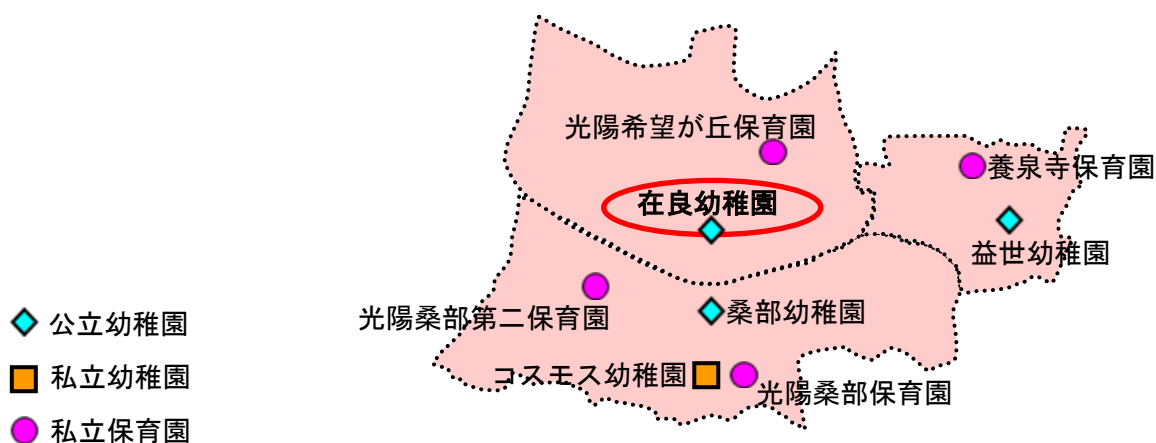 光陽希望が丘保育園
養泉寺保育園
在良幼稚園
益世幼稚園
光陽桑部第二保育園
桑部幼稚園
コスモス幼稚園
光陽桑部保育園
公立幼稚園
私立幼稚園
私立保育園